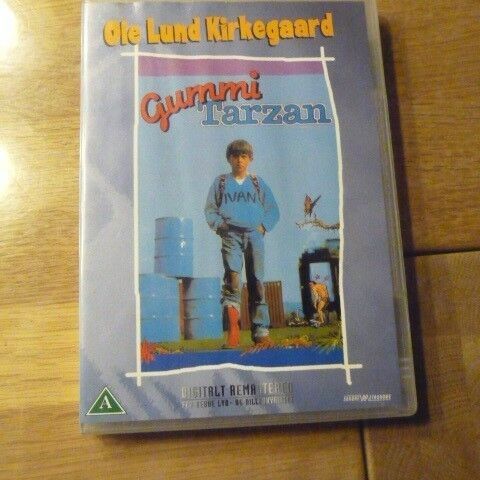 Ole Lund Kirkegaard
Gummi
Tarzan
IVAN
DIGITALT REMASTERED
A